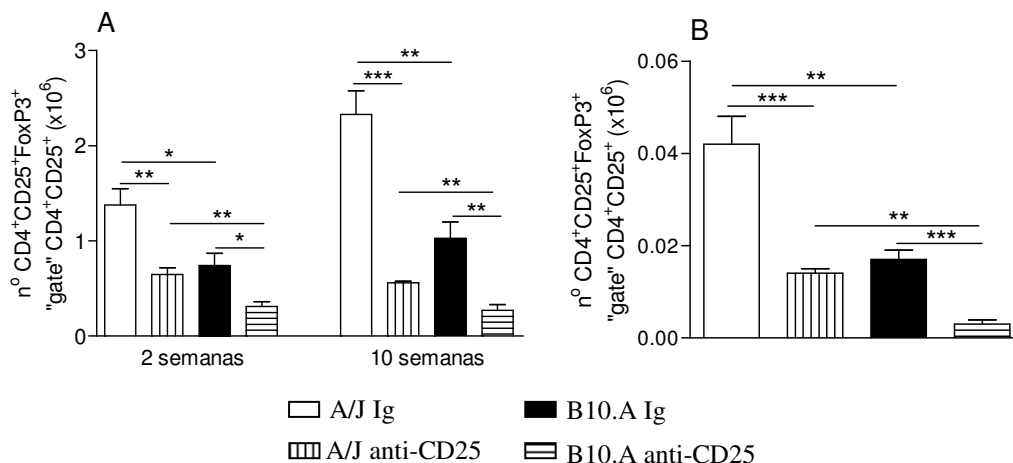 A
nº CD4⁺CD25⁺FoxP3⁺
"gate" CD4⁺CD25⁺ (x10⁶)
3
2
1
0
**
***
*
**
**
*
**
**
2 semanas
10 semanas
B
nº CD4⁺CD25⁺FoxP3⁺
"gate" CD4⁺CD25⁺ (x10⁶)
0.06
0.04
0.02
0.00
**
***
**
***
A/J Ig
B10.A Ig
A/J anti-CD25
B10.A anti-CD25